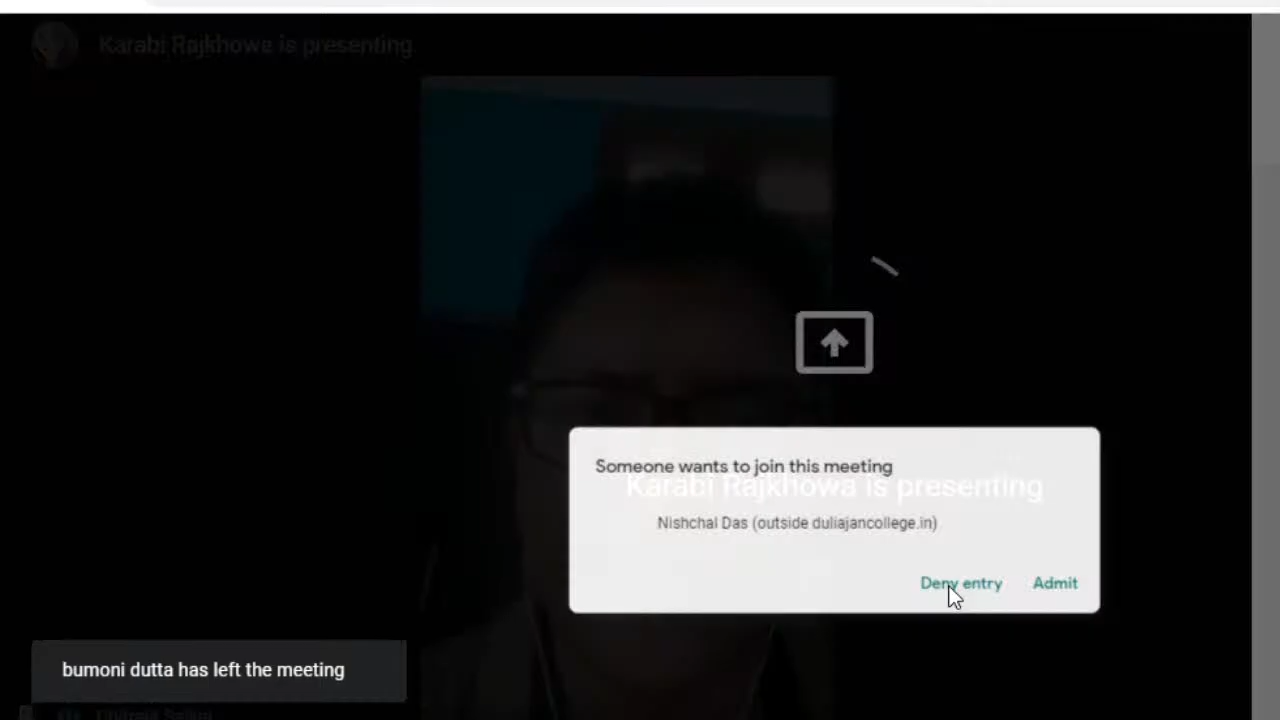 Karabi Rajkhowa is presenting
Someone wants to join this meeting
Karabi Rajkhowa is presenting
Nishchal Das (outside duliajancollege.in)
Deny entry Admit
bumoni dutta has left the meeting